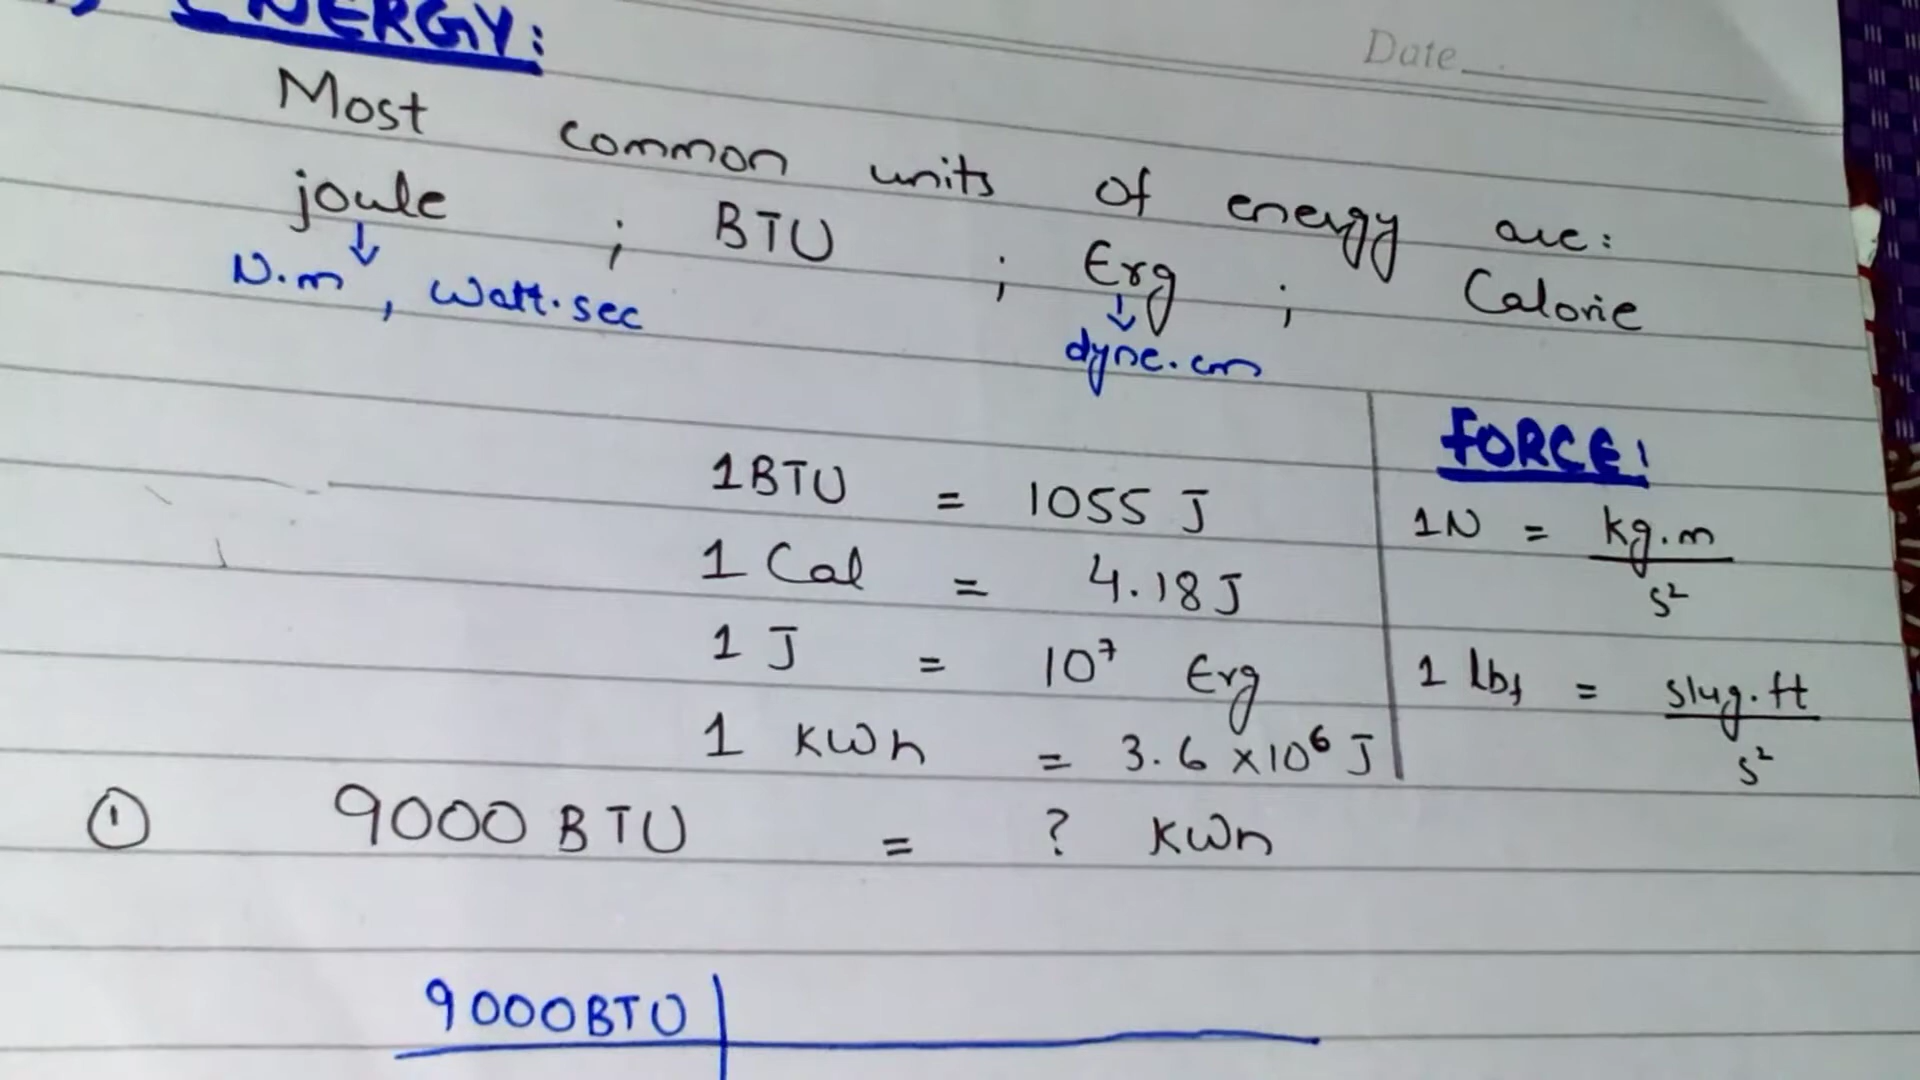 ENERGY:
Date
Most common units of energy are:
joule ; BTU ; Erg ; Calorie
N.m , Watt.sec
dyne.cm
1BTU = 1055 J
1 Cal = 4.18J
1 J = 10⁷ Erg
1 KWh = 3.6 ×10⁶ J
FORCE:
1N = kg.m
s²
1 lbf = slug.ft
s²
① 9000 BTU = ? KWh
9000BTU